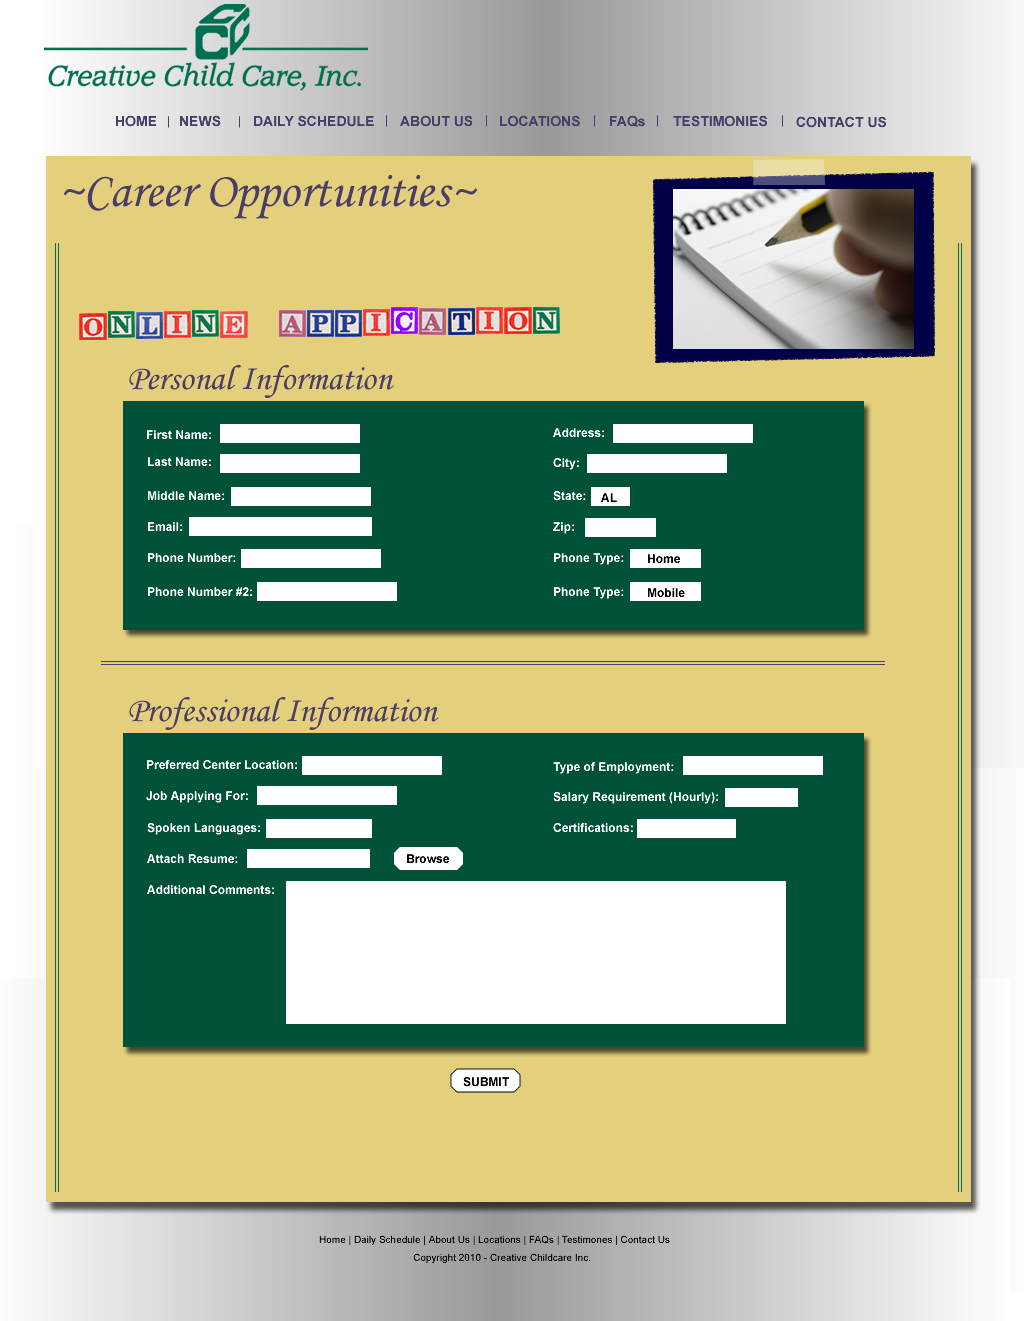 Creative Child Care, Inc.
HOME | NEWS | DAILY SCHEDULE | ABOUT US | LOCATIONS | FAQs | TESTIMONIES | CONTACT US
~Career Opportunities~
ONLINE APPICATION
Personal Information
First Name: Address:
Last Name: City:
Middle Name: State: AL
Email: Zip:
Phone Number: Phone Type: Home
Phone Number #2: Phone Type: Mobile
Professional Information
Preferred Center Location: Type of Employment:
Job Applying For: Salary Requirement (Hourly):
Spoken Languages: Certifications:
Attach Resume: Browse
Additional Comments:
SUBMIT
Home | Daily Schedule | About Us | Locations | FAQs | Testimones | Contact Us
Copyright 2010 - Creative Childcare Inc.